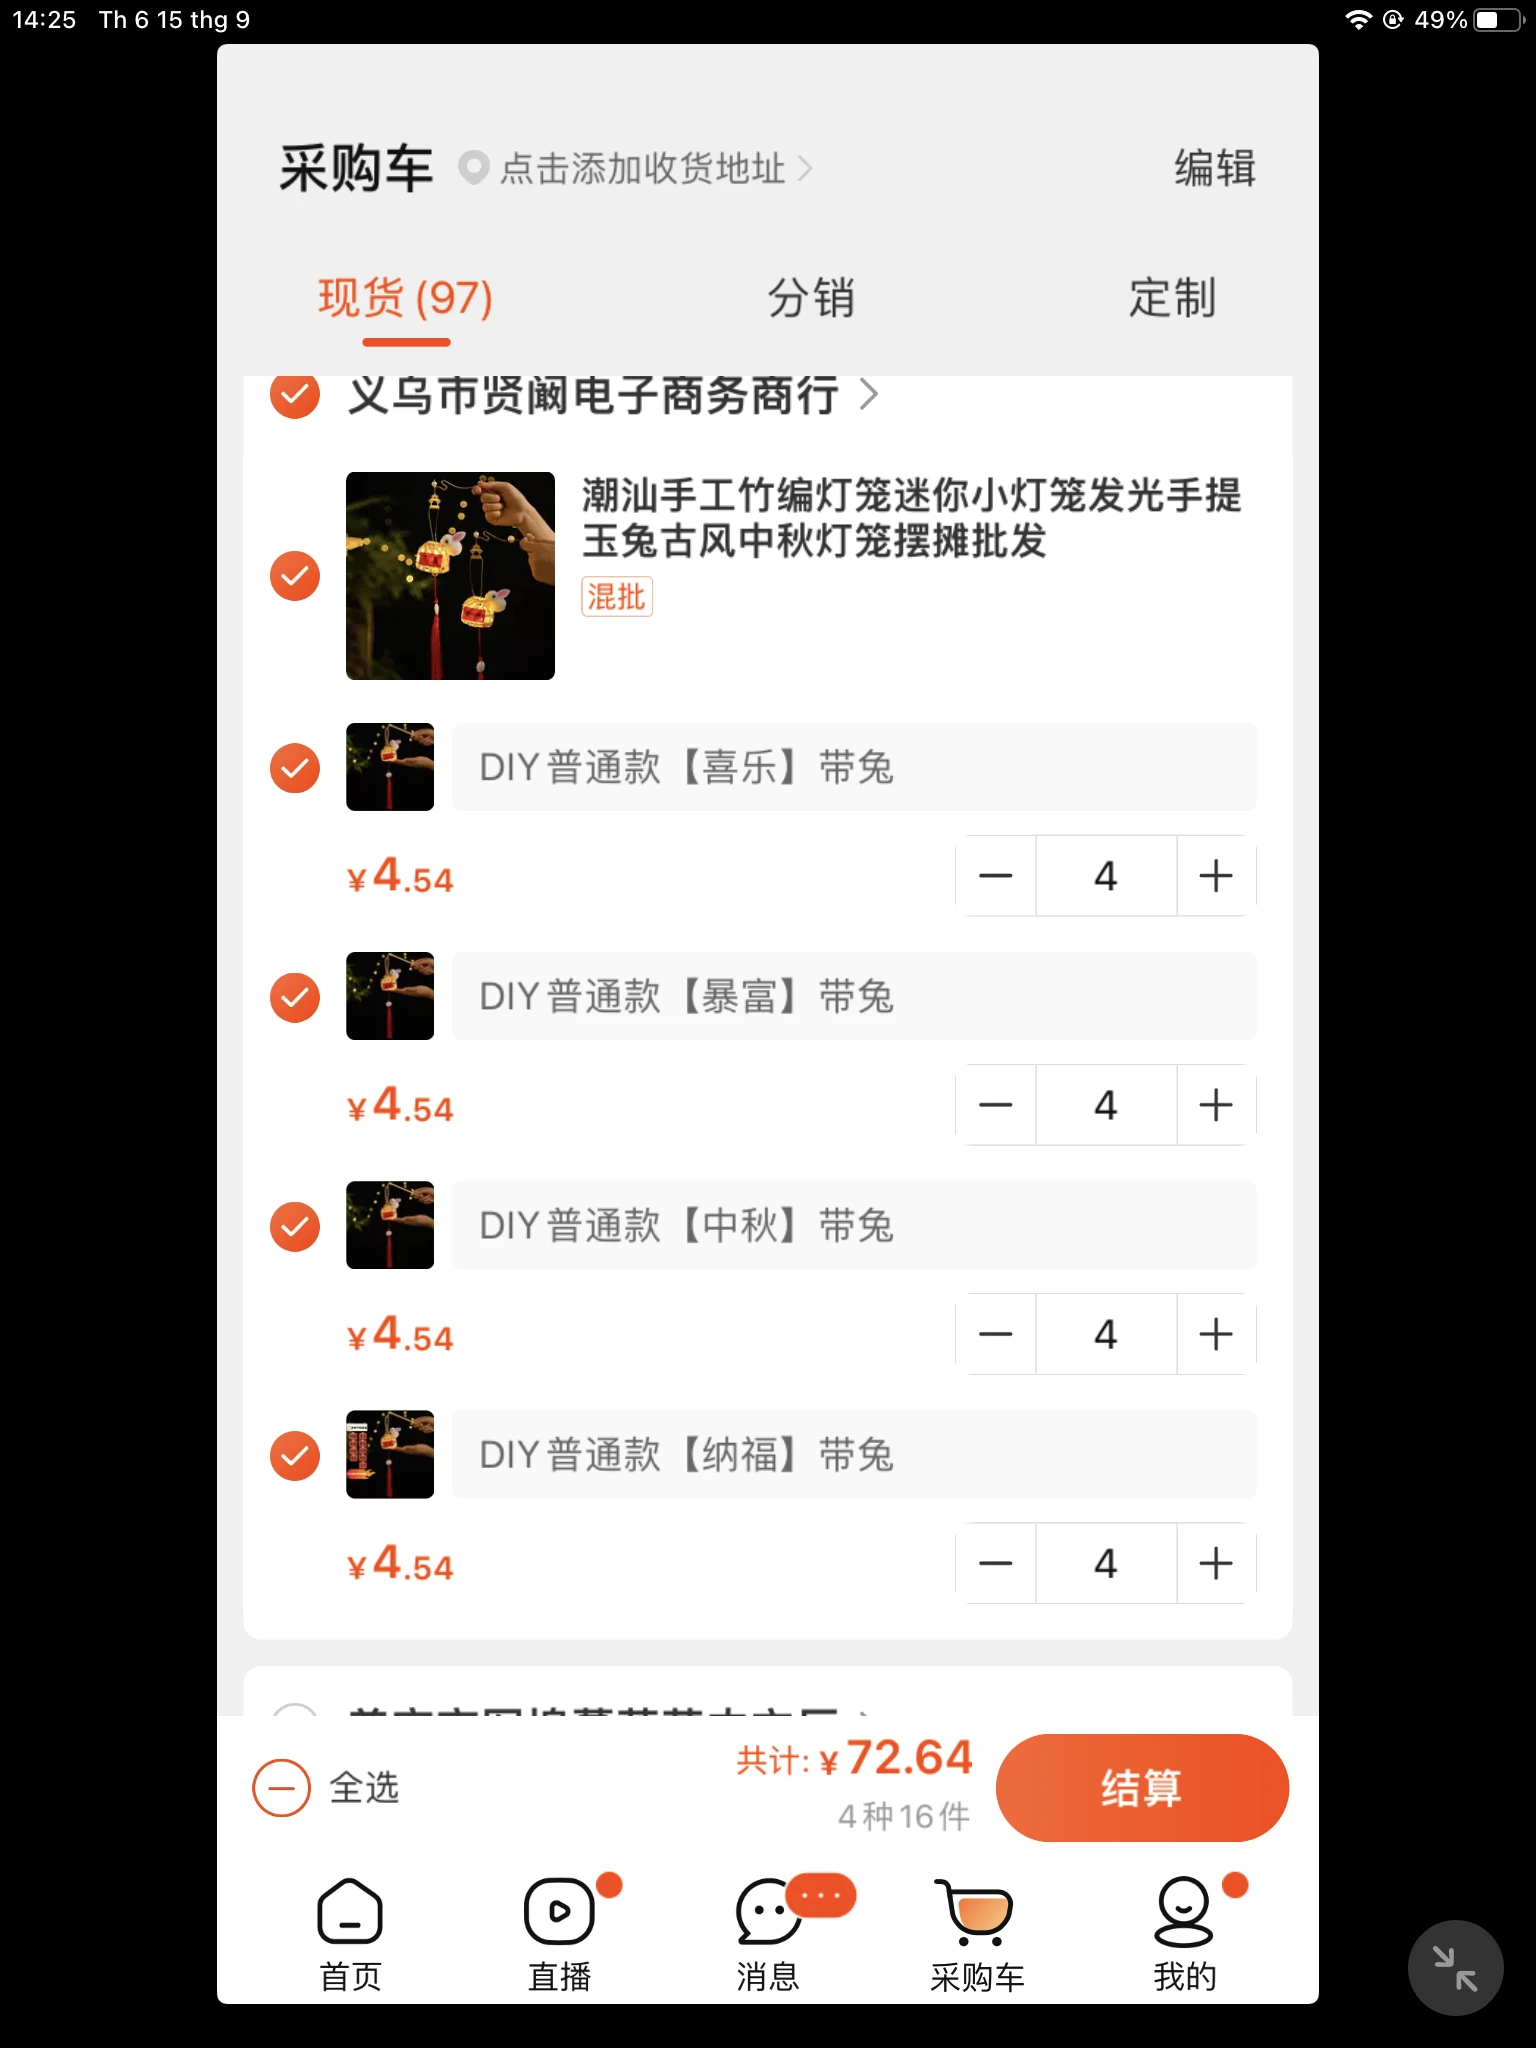 14:25 Th 6 15 thg 9
49%
采购车 点击添加收货地址
编辑
现货(97)
分销
定制
义乌市贤阚电子商务商行
潮汕手工竹编灯笼迷你小灯笼发光手提
玉兔古风中秋灯笼摆摊批发
混批
DIY普通款【喜乐】带兔
¥4.54
4
DIY普通款【暴富】带兔
¥4.54
4
DIY普通款【中秋】带兔
¥4.54
4
DIY普通款【纳福】带兔
¥4.54
4
全选
共计: ¥72.64
4种16件
结算
首页
直播
消息
采购车
我的